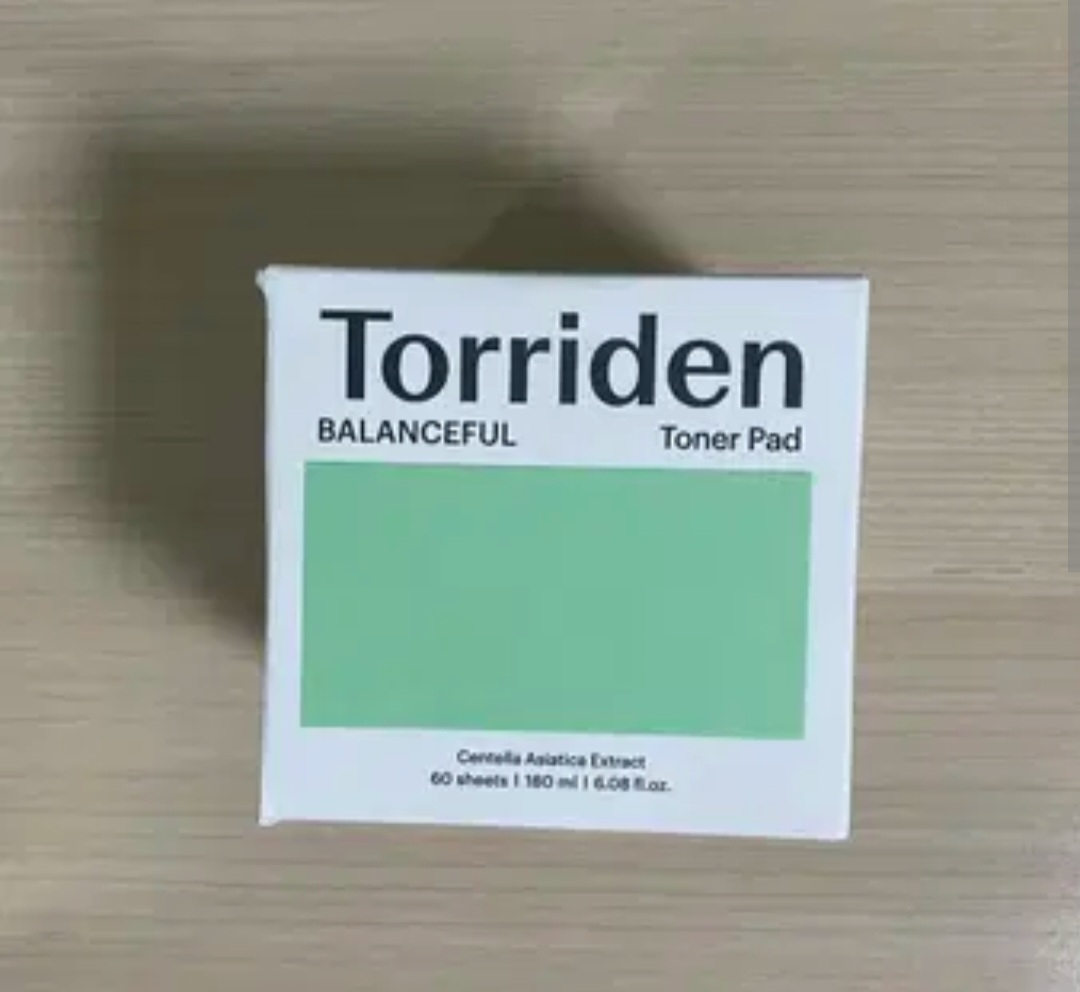 Torriden
BALANCEFUL Toner Pad
Centella Asiatica Extract
60 sheets | 180 ml | 6.08 fl.oz.